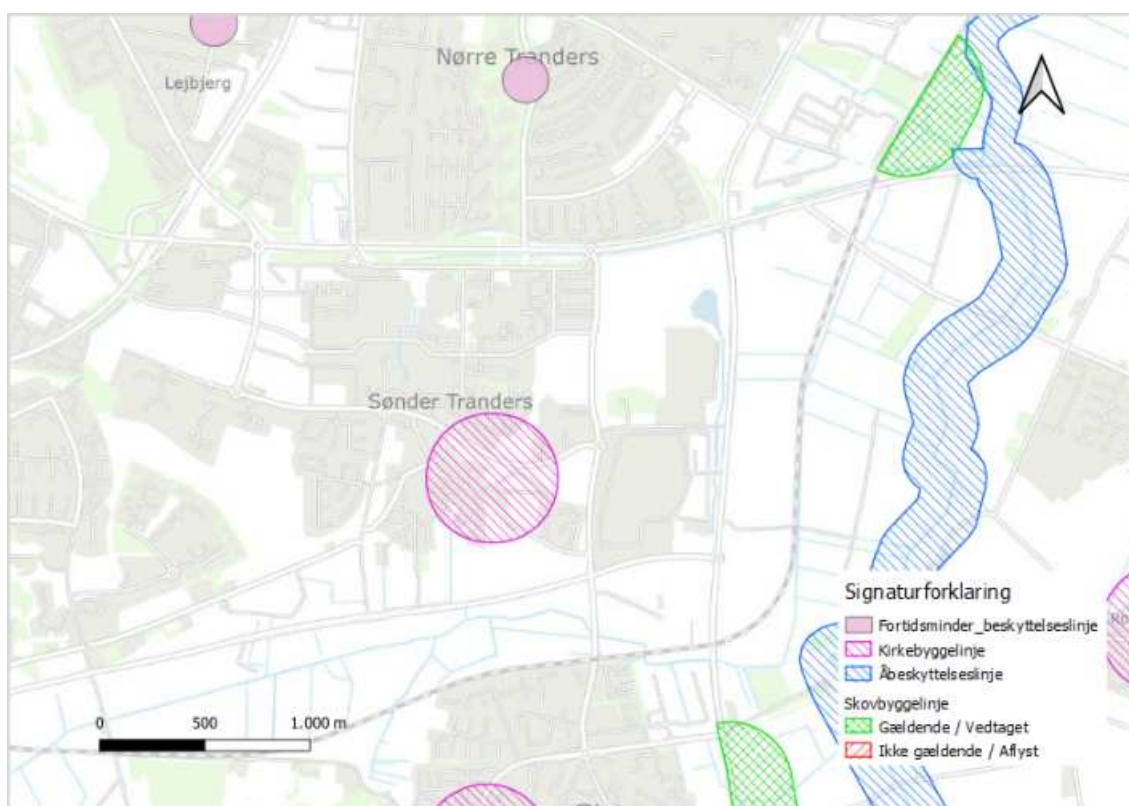 Nørre Tranders
Lejbjerg
Sønder Tranders
Signaturforklaring
Fortidsminder_beskyttelseslinje
Kirkebyggelinje
Åbeskyttelseslinje
Skovbyggelinje
Gældende / Vedtaget
Ikke gældende / Aflyst
0 500 1.000 m